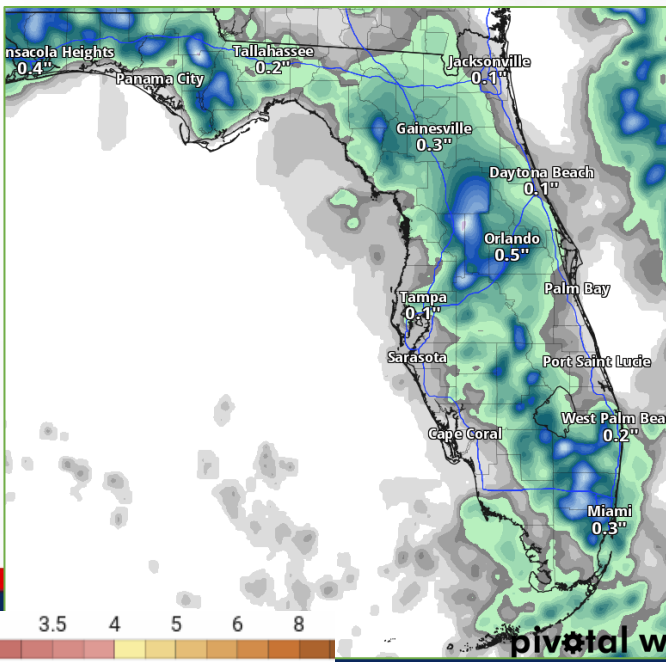 nsacola Heights
0.4"
Tallahassee
0.2"
Panama City
Jacksonville
0.1"
Gainesville
0.3"
Daytona Beach
0.1"
Orlando
0.5"
Palm Bay
Tampa
0.1"
Sarasota
Port Saint Lucie
West Palm Bea
0.2"
Cape Coral
Miami
0.3"
3.5 4 5 6 8
pivotal w